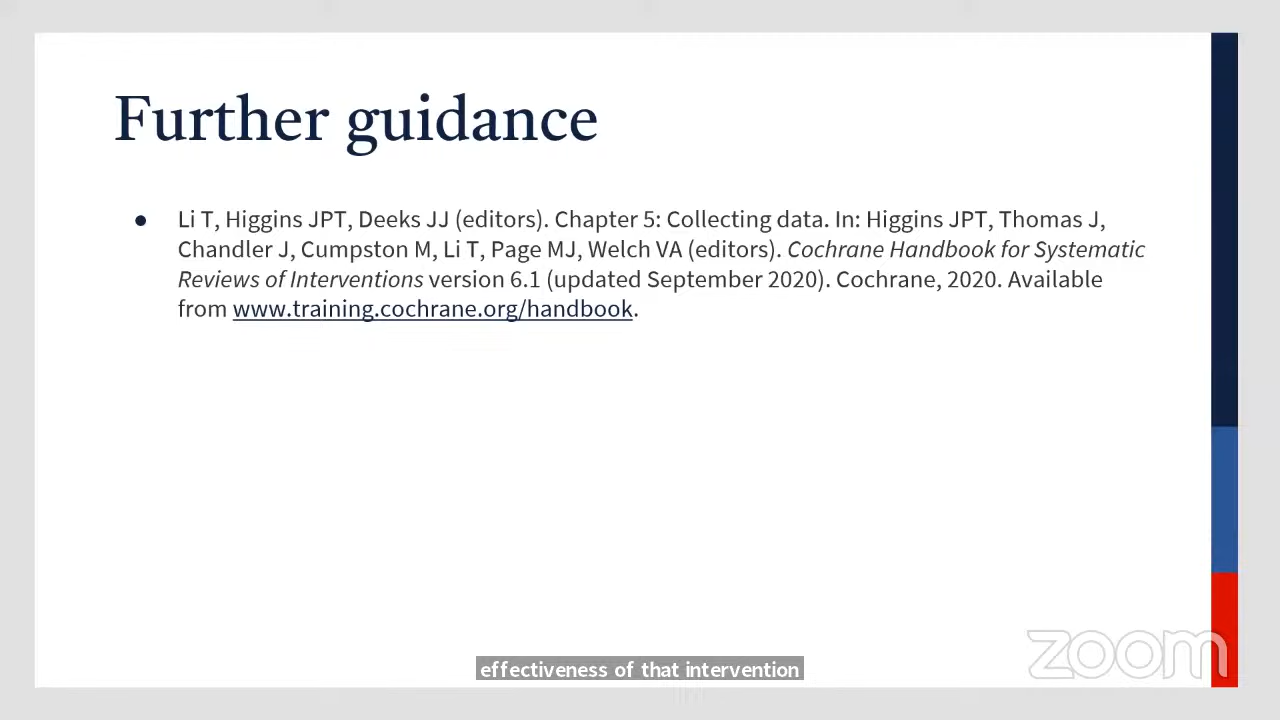 Further guidance
● Li T, Higgins JPT, Deeks JJ (editors). Chapter 5: Collecting data. In: Higgins JPT, Thomas J,
Chandler J, Cumpston M, Li T, Page MJ, Welch VA (editors). Cochrane Handbook for Systematic
Reviews of Interventions version 6.1 (updated September 2020). Cochrane, 2020. Available
from www.training.cochrane.org/handbook.
zoom
effectiveness of that intervention